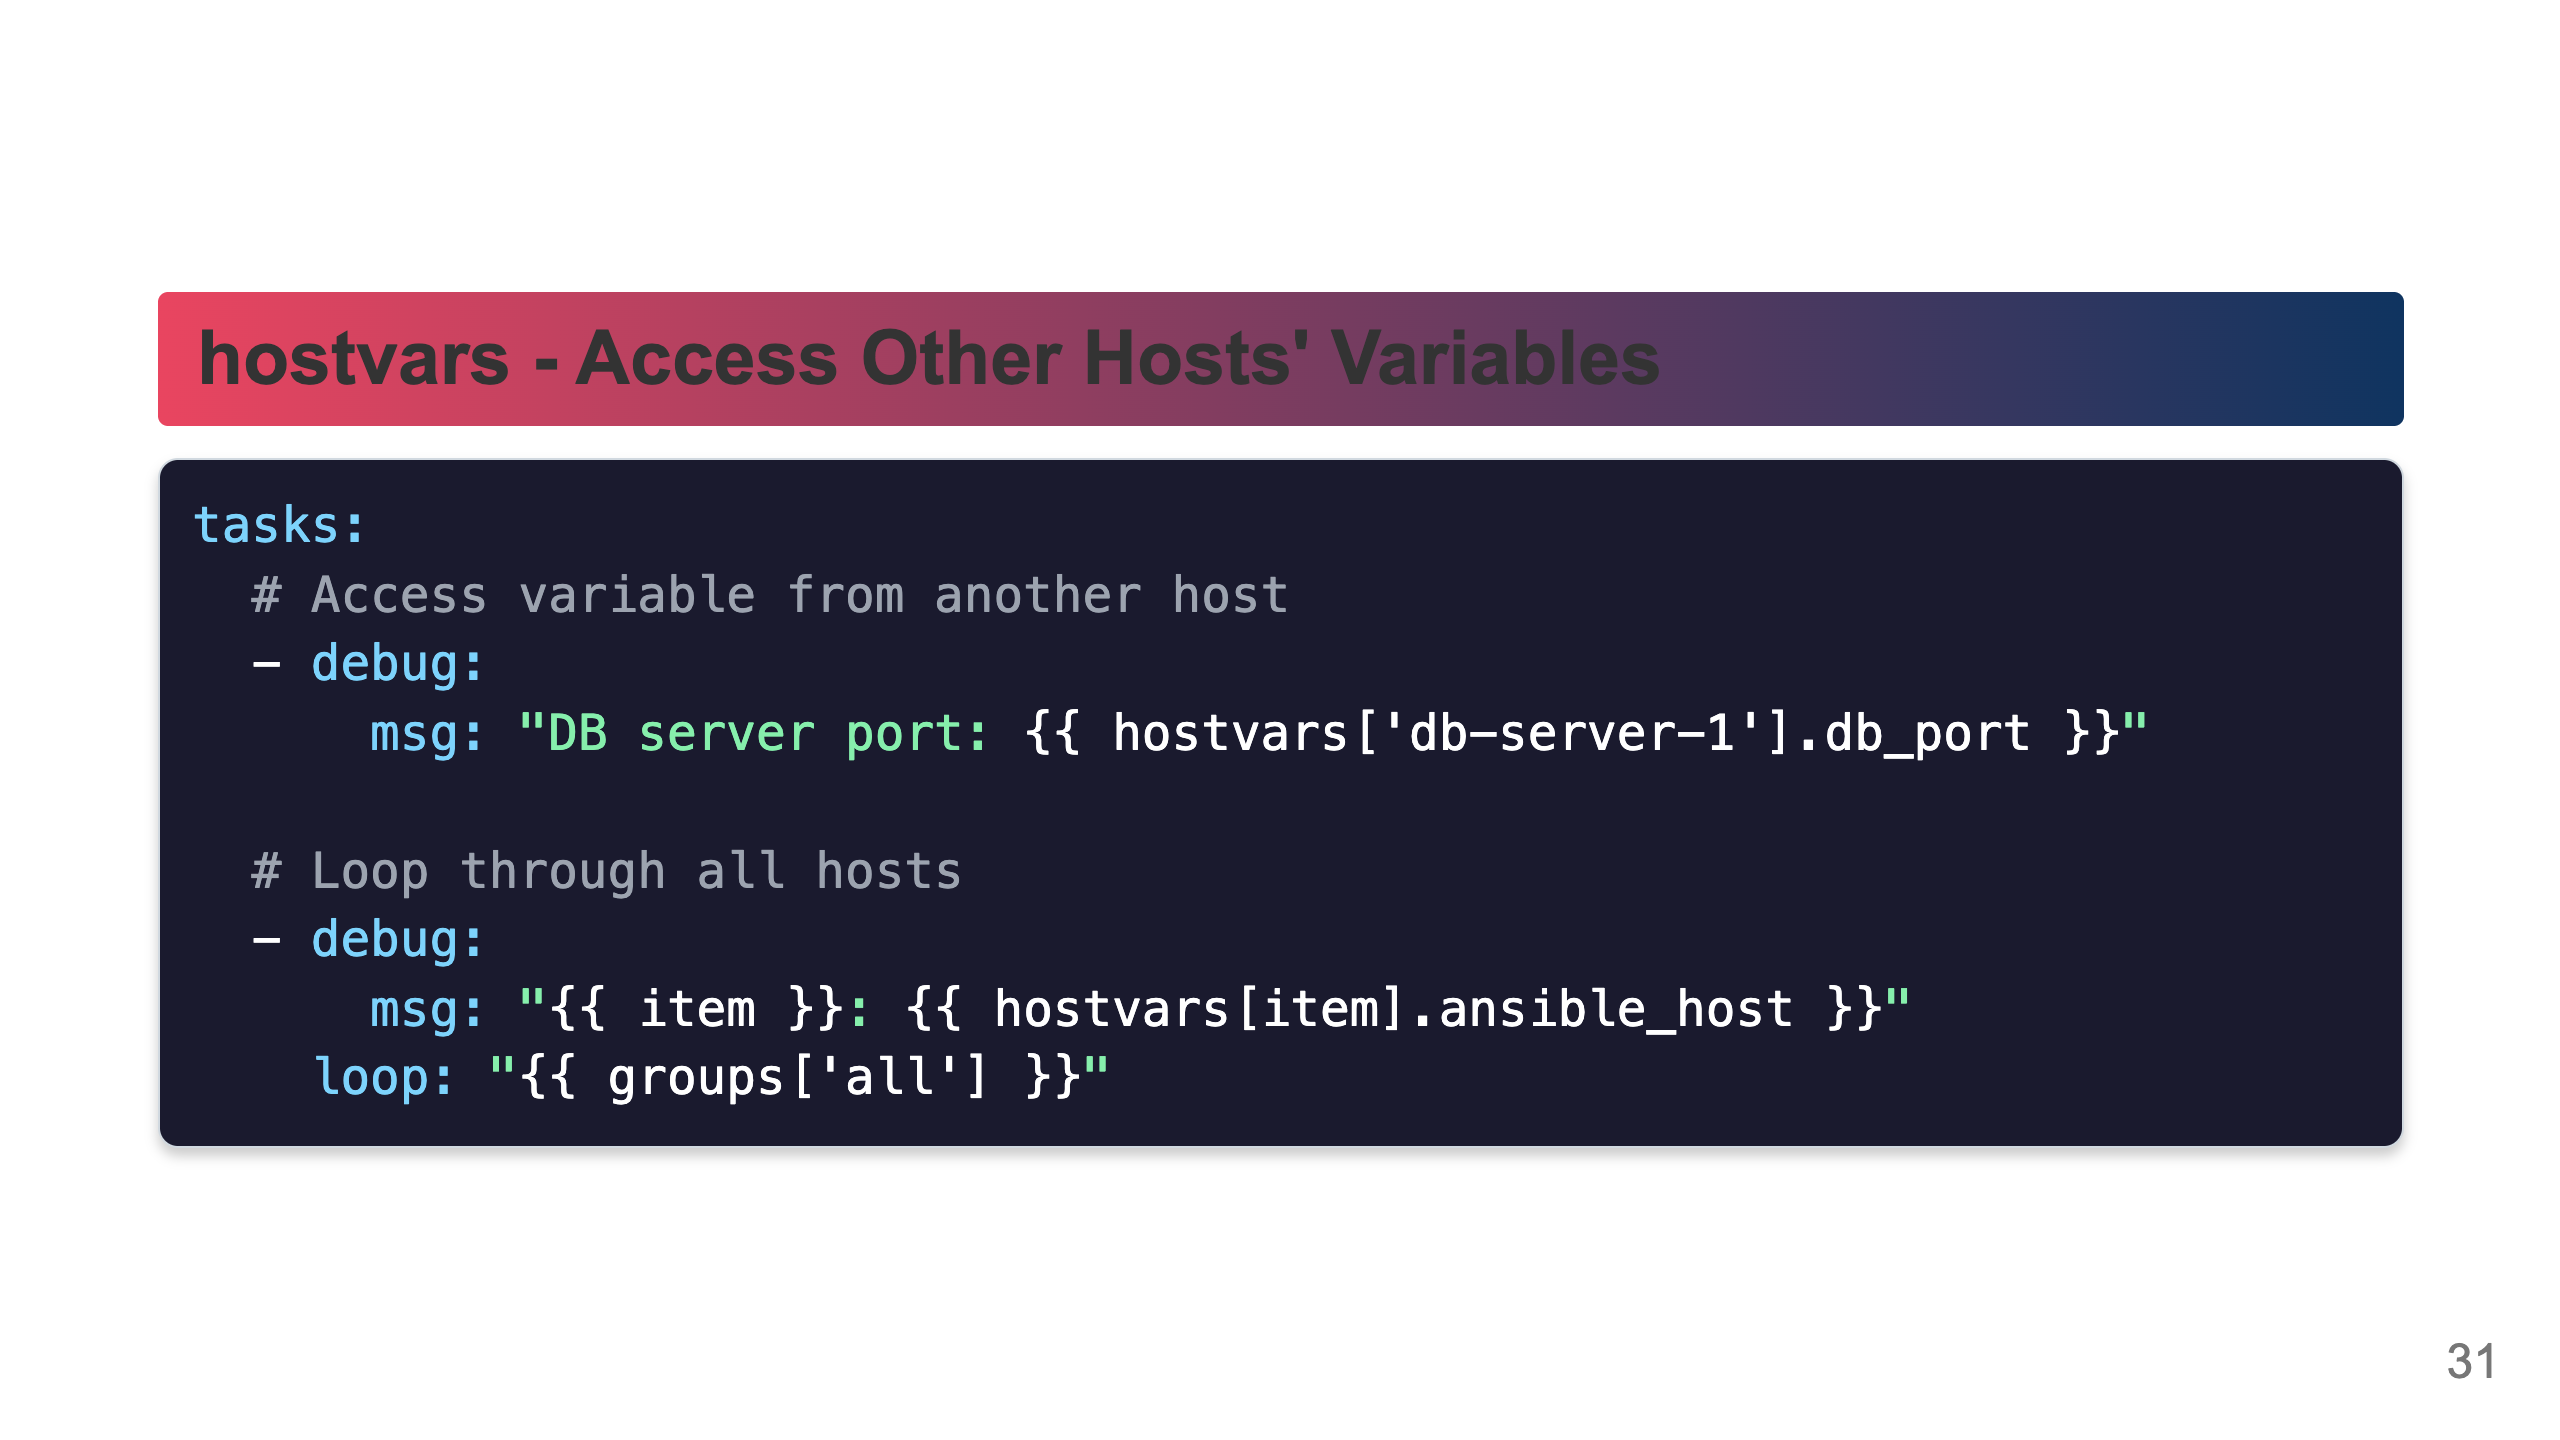 hostvars - Access Other Hosts' Variables
tasks:
  # Access variable from another host
  - debug:
      msg: "DB server port: {{ hostvars['db-server-1'].db_port }}"

  # Loop through all hosts
  - debug:
      msg: "{{ item }}: {{ hostvars[item].ansible_host }}"
    loop: "{{ groups['all'] }}"
31